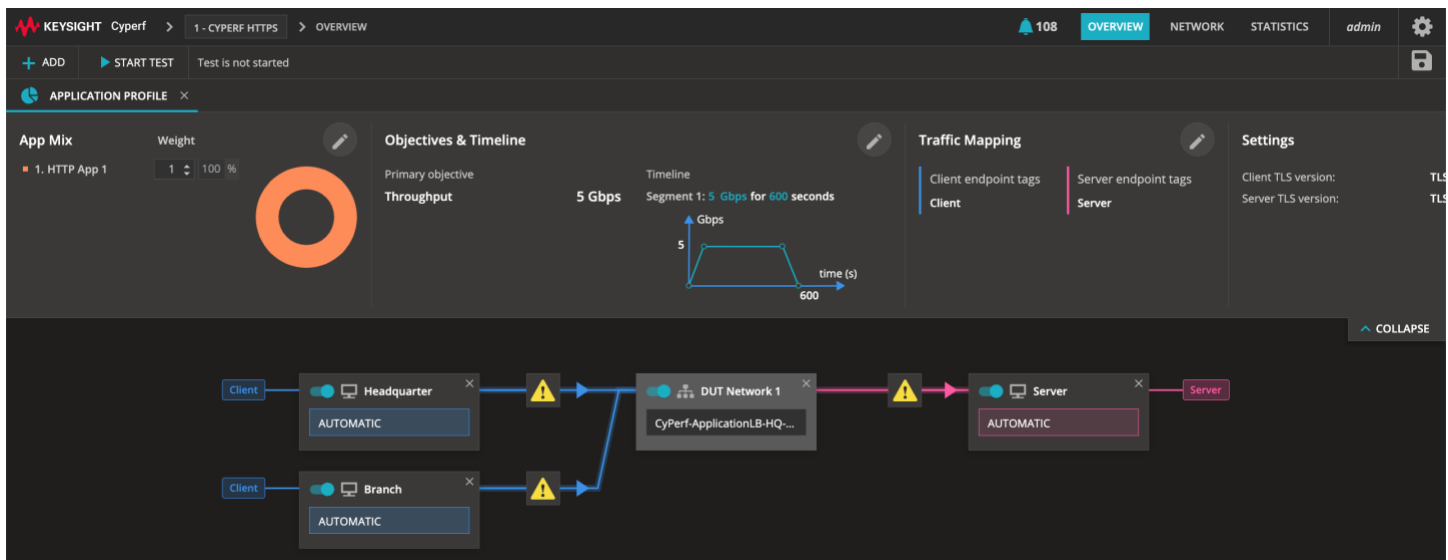 KEYSIGHT Cyperf > 1 - CYPERF HTTPS > OVERVIEW 108 OVERVIEW NETWORK STATISTICS admin
+ ADD START TEST Test is not started
APPLICATION PROFILE ×
App Mix Weight Objectives & Timeline Traffic Mapping Settings
1. HTTP App 1 1 100 %
Primary objective Timeline
Throughput 5 Gbps Segment 1: 5 Gbps for 600 seconds
Gbps
5
time (s)
600
Client endpoint tags Server endpoint tags
Client Server
Client TLS version: TLS
Server TLS version: TLS
COLLAPSE
Client Headquarter × DUT Network 1 × Server × Server
AUTOMATIC CyPerf-ApplicationLB-HQ-... AUTOMATIC
Client Branch ×
AUTOMATIC